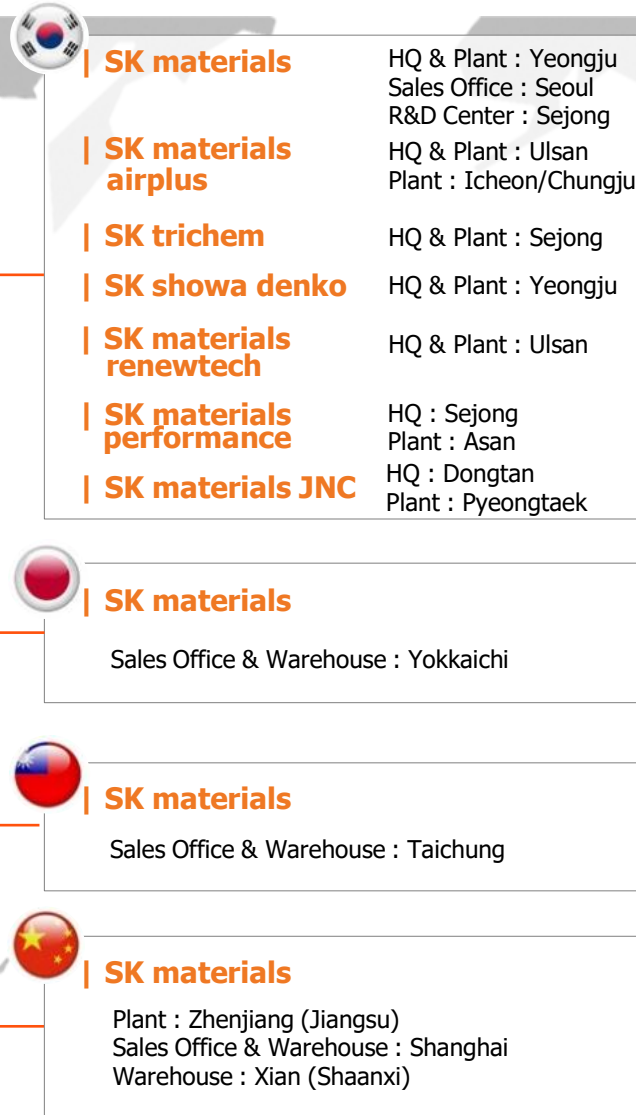 | SK materials
HQ & Plant : Yeongju
Sales Office : Seoul
R&D Center : Sejong
| SK materials
airplus
HQ & Plant : Ulsan
Plant : Icheon/Chungju
| SK trichem
HQ & Plant : Sejong
| SK showa denko
HQ & Plant : Yeongju
| SK materials
renewtech
HQ & Plant : Ulsan
| SK materials
performance
HQ : Sejong
Plant : Asan
| SK materials JNC
HQ : Dongtan
Plant : Pyeongtaek
| SK materials
Sales Office & Warehouse : Yokkaichi
| SK materials
Sales Office & Warehouse : Taichung
| SK materials
Plant : Zhenjiang (Jiangsu)
Sales Office & Warehouse : Shanghai
Warehouse : Xian (Shaanxi)